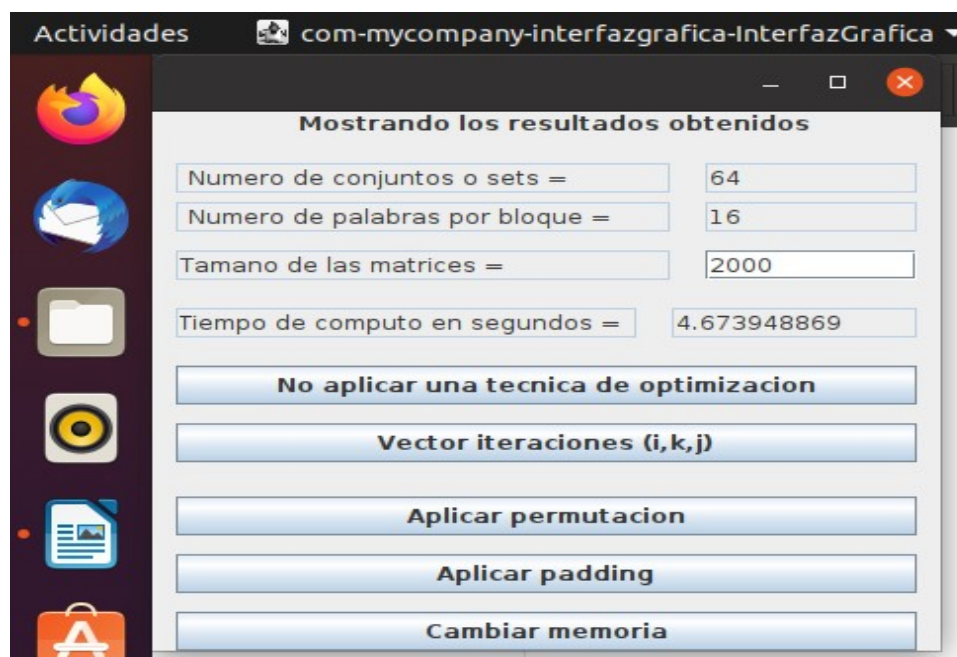 Actividades com-mycompany-interfazgrafica-InterfazGrafica
Mostrando los resultados obtenidos
Numero de conjuntos o sets = 64
Numero de palabras por bloque = 16
Tamano de las matrices = 2000
Tiempo de computo en segundos = 4.673948869
No aplicar una tecnica de optimizacion
Vector iteraciones (i,k,j)
Aplicar permutacion
Aplicar padding
Cambiar memoria